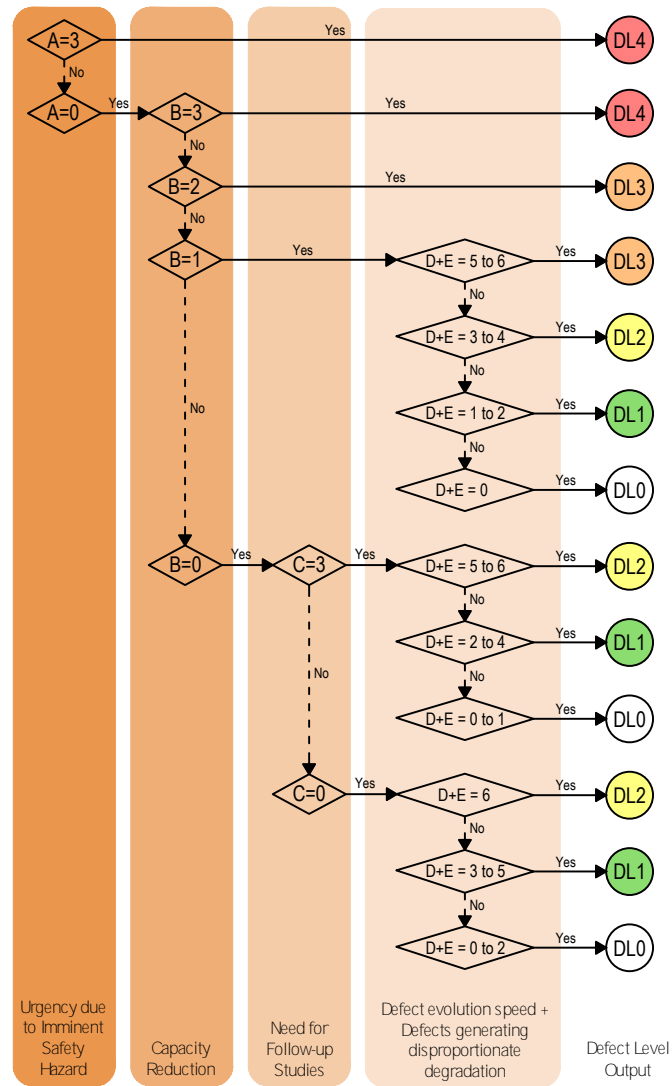 A=3
Yes
DL4
No
A=0
Yes
B=3
Yes
DL4
No
B=2
Yes
DL3
No
B=1
Yes
D+E = 5 to 6
Yes
DL3
No
D+E = 3 to 4
Yes
DL2
No
No
D+E = 1 to 2
Yes
DL1
No
D+E = 0
Yes
DL0
B=0
Yes
C=3
Yes
D+E = 5 to 6
Yes
DL2
No
D+E = 2 to 4
Yes
DL1
No
No
D+E = 0 to 1
Yes
DL0
C=0
Yes
D+E = 6
Yes
DL2
No
D+E = 3 to 5
Yes
DL1
No
D+E = 0 to 2
Yes
DL0
Urgency due
to Imminent
Safety
Hazard
Capacity
Reduction
Need for
Follow-up
Studies
Defect evolution speed +
Defects generating
disproportionate
degradation
Defect Level
Output